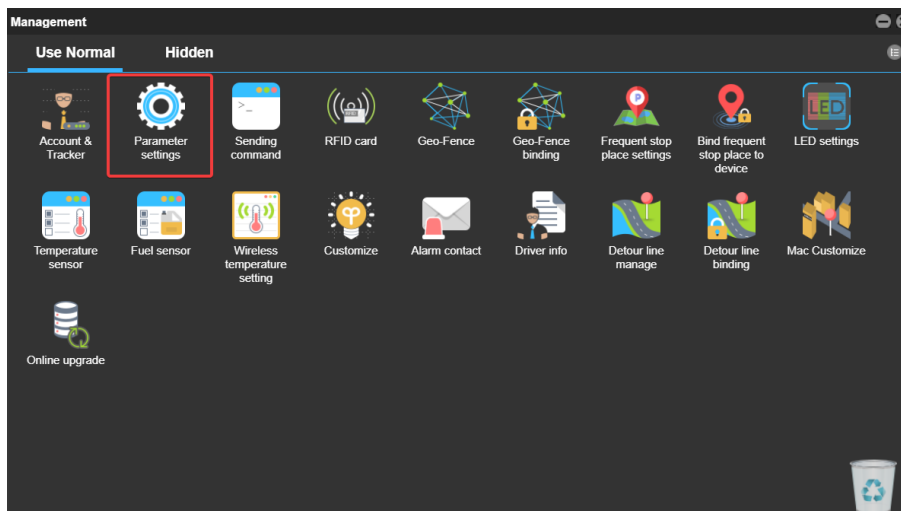 Management
Use Normal
Hidden
Account &
Tracker
Parameter
settings
>_
Sending
command
RFID card
Geo-Fence
Geo-Fence
binding
P
Frequent stop
place settings
Bind frequent
stop place to
device
LED
LED settings
Temperature
sensor
Fuel sensor
Wireless
temperature
setting
Customize
Alarm contact
Driver info
Detour line
manage
Detour line
binding
Mac Customize
Online upgrade